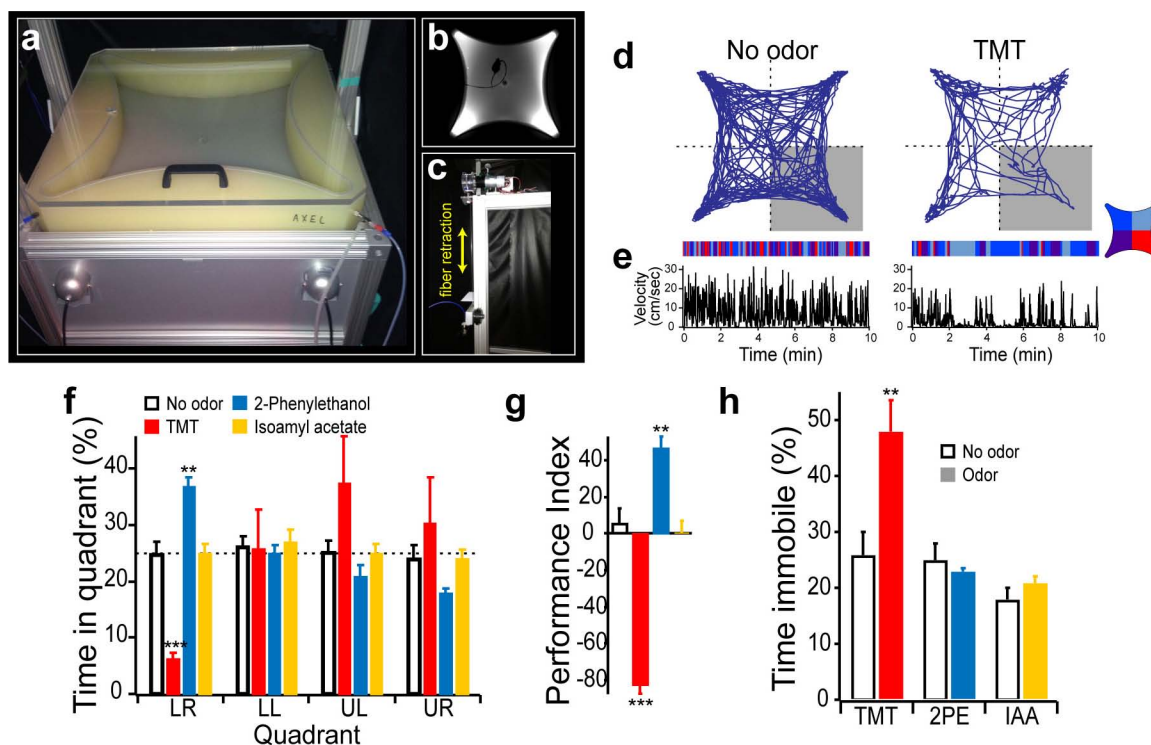 a
AXEL
b
c
fiber retraction
d
No odor
TMT
e
Velocity
(cm/sec)
30
20
10
0
0 2 4 6 8 10
Time (min)
30
20
10
0
0 2 4 6 8 10
Time (min)
f
No odor
2-Phenylethanol
TMT
Isoamyl acetate
Time in quadrant (%)
40
20
0
**
***
LR LL UL UR
Quadrant
g
Performance Index
40
20
0
-20
-40
-60
-80
**
***
h
Time immobile (%)
50
40
30
20
10
0
**
No odor
Odor
TMT 2PE IAA